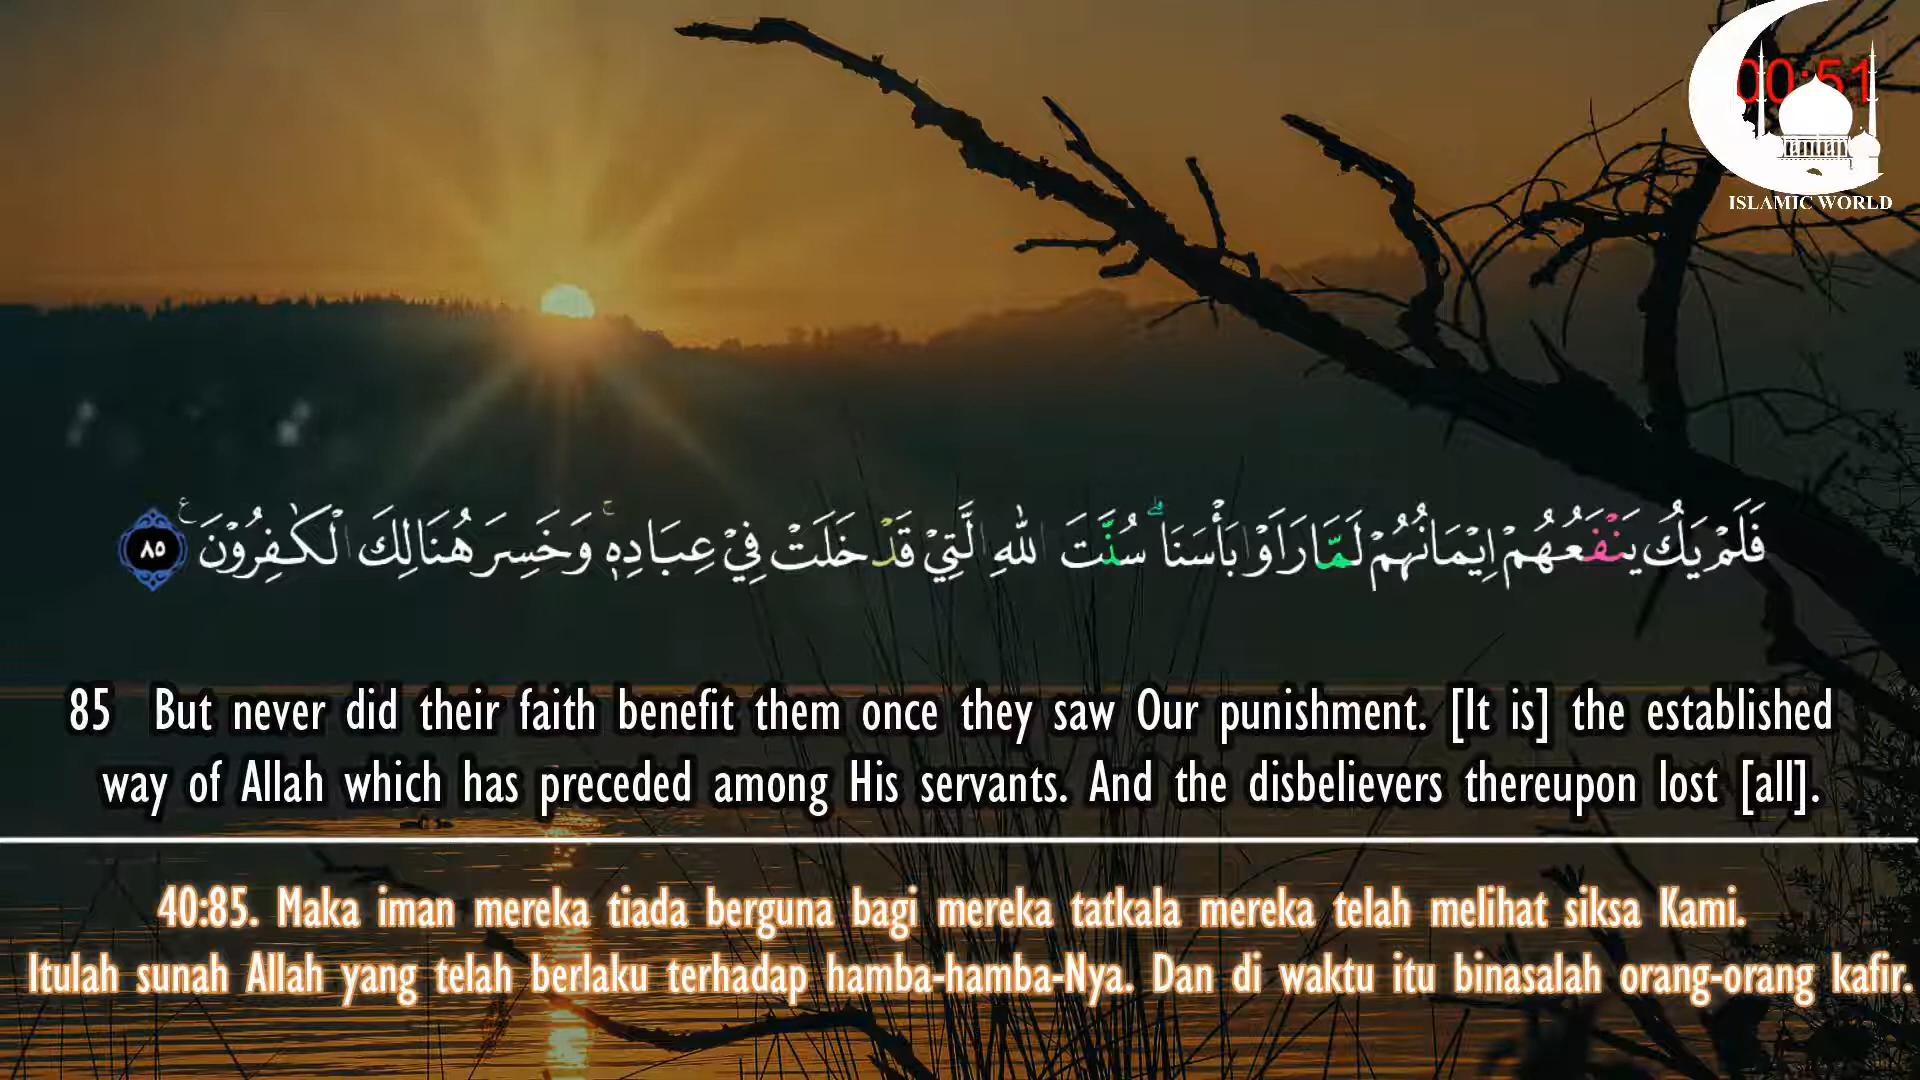 00:51
ISLAMIC WORLD
فَلَمْ يَكُ يَنْفَعُهُمْ اِيْمَانُهُمْ لَمَّا رَاَوْا بَأْسَنَا ۗ سُنَّتَ اللّٰهِ الَّتِيْ قَدْ خَلَتْ فِيْ عِبَادِهٖ ۚ وَخَسِرَ هُنَالِكَ الْكٰفِرُوْنَ ࣖ ٨٥
85 But never did their faith benefit them once they saw Our punishment. [It is] the established
way of Allah which has preceded among His servants. And the disbelievers thereupon lost [all].
40:85. Maka iman mereka tiada berguna bagi mereka tatkala mereka telah melihat siksa Kami.
Itulah sunah Allah yang telah berlaku terhadap hamba-hamba-Nya. Dan di waktu itu binasalah orang-orang kafir.